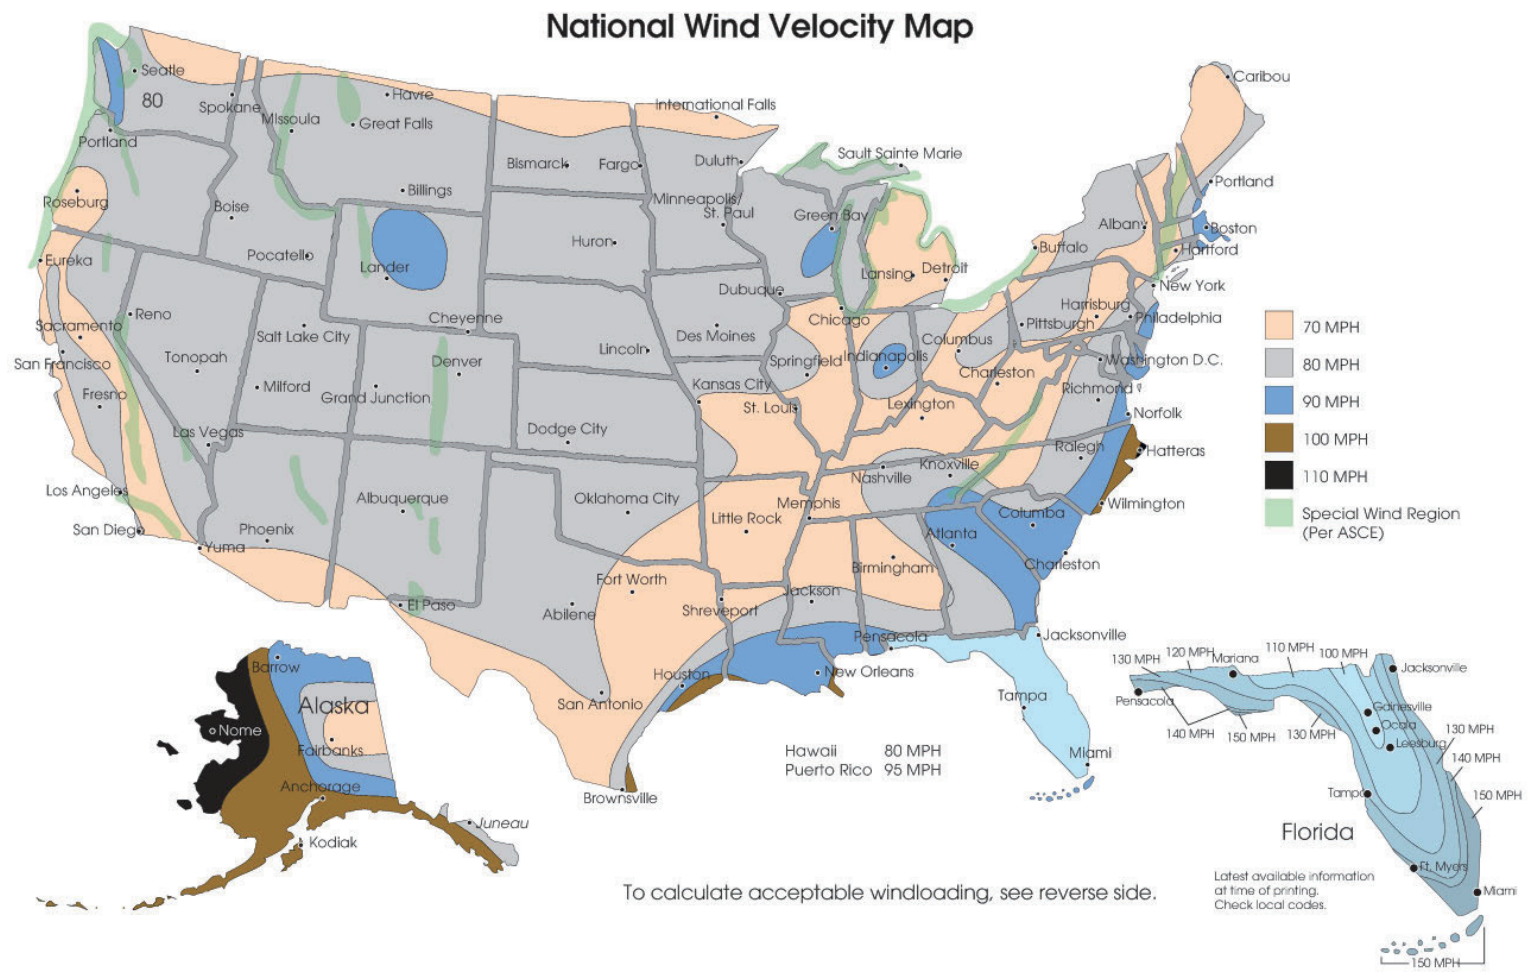 National Wind Velocity Map
Caribou
Seatle
80
Spokane
Havre
International Falls
Missoula
Great Falls
Portland
Bismarck
Fargo
Duluth
Sault Sainte Marie
Portland
Roseburg
Boise
Billings
Minneapolis/
St. Paul
Green Bay
Albany
Boston
Eureka
Pocatello
Lander
Huron
Lansing
Detroit
Buffalo
Hartford
Dubuque
New York
Reno
Sacramento
Salt Lake City
Cheyenne
Des Moines
Chicago
Harrisburg
Pittsburgh
Philadelphia
San Francisco
Tonopah
Denver
Lincoln
Springfield
Indianapolis
Columbus
Washington D.C.
Fresno
Milford
Grand Junction
Kansas City
St. Louis
Charleston
Lexington
Richmond
Norfolk
Las Vegas
Dodge City
Nashville
Knoxville
Ralegh
Hatteras
Los Angeles
San Diego
Albuquerque
Oklahoma City
Memphis
Little Rock
Columba
Wilmington
Yuma
Phoenix
Atlanta
Birmingham
Charleston
El Paso
Abilene
Fort Worth
Shreveport
Jackson
Pensacola
Jacksonville
San Antonio
Houston
New Orleans
Tampa
Miami
Brownsville
70 MPH
80 MPH
90 MPH
100 MPH
110 MPH
Special Wind Region
(Per ASCE)
Barrow
Alaska
Nome
Fairbanks
Anchorage
Kodiak
Juneau
Hawaii 80 MPH
Puerto Rico 95 MPH
130 MPH
120 MPH
Mariana
110 MPH
100 MPH
Jacksonville
Pensacola
140 MPH
150 MPH
130 MPH
Gainesville
Ocala
Leesburg
130 MPH
140 MPH
150 MPH
Tampa
Florida
Ft. Myers
Miami
150 MPH
Latest available information
at time of printing.
Check local codes.
To calculate acceptable windloading, see reverse side.